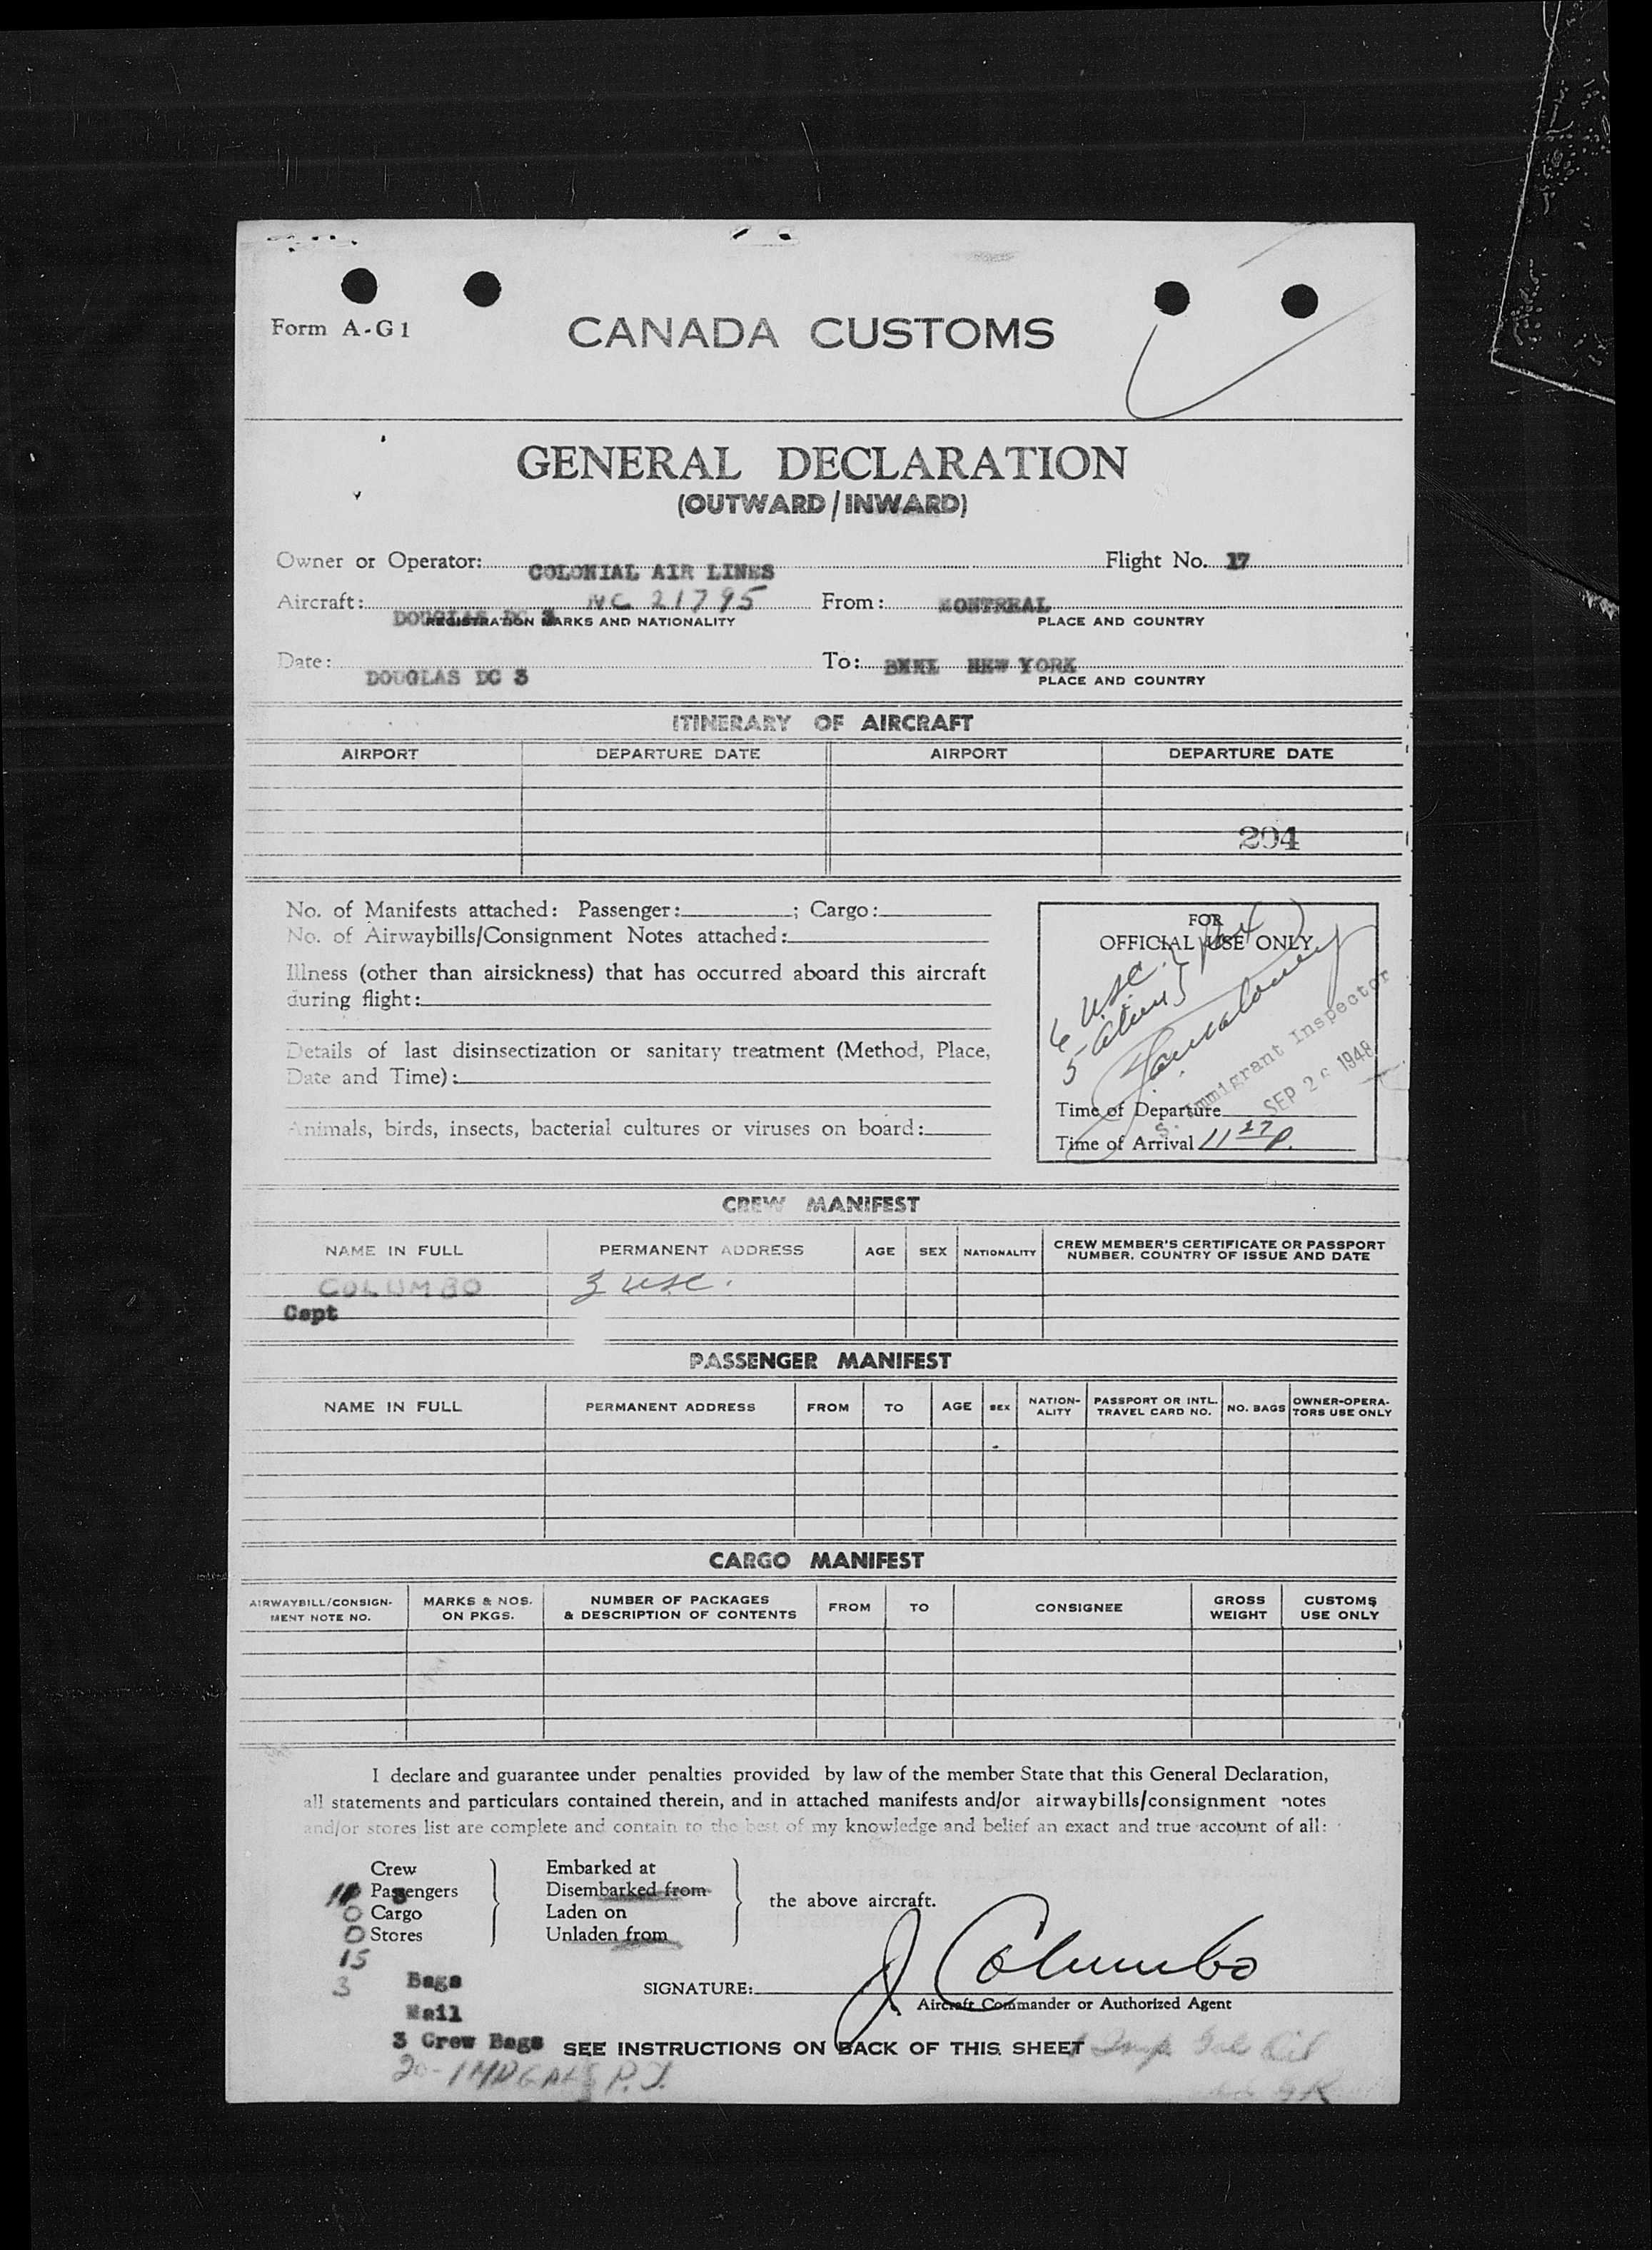 Form A-G1
CANADA CUSTOMS
GENERAL DECLARATION
(OUTWARD/INWARD)
Owner or Operator: COLONIAL AIR LINES Flight No. 17
Aircraft: DOUGLAS DC 3 NC 21795 From: MONTREAL
REGISTRATION MARKS AND NATIONALITY PLACE AND COUNTRY
Date: DOUGLAS DC 3 To: NEW YORK
PLACE AND COUNTRY
ITINERARY OF AIRCRAFT
AIRPORT DEPARTURE DATE AIRPORT DEPARTURE DATE
294
No. of Manifests attached: Passenger: ; Cargo:
No. of Airwaybills/Consignment Notes attached:
Illness (other than airsickness) that has occurred aboard this aircraft
during flight:
Details of last disinsectization or sanitary treatment (Method, Place,
Date and Time):
Animals, birds, insects, bacterial cultures or viruses on board:
FOR
OFFICIAL USE ONLY
6 USC
5 alien
Immigrant Inspector
SEP 26 1948
Time of Departure
Time of Arrival 11 27 P.
CREW MANIFEST
NAME IN FULL PERMANENT ADDRESS AGE SEX NATIONALITY CREW MEMBER'S CERTIFICATE OR PASSPORT
NUMBER, COUNTRY OF ISSUE AND DATE
COLUMBO 3 USC.
Capt
PASSENGER MANIFEST
NAME IN FULL PERMANENT ADDRESS FROM TO AGE SEX NATION-
ALITY PASSPORT OR INTL.
TRAVEL CARD NO. NO. BAGS OWNER-OPERA-
TORS USE ONLY
CARGO MANIFEST
AIRWAYBILL/CONSIGN-
MENT NOTE NO. MARKS & NOS.
ON PKGS. NUMBER OF PACKAGES
& DESCRIPTION OF CONTENTS FROM TO CONSIGNEE GROSS
WEIGHT CUSTOMS
USE ONLY
I declare and guarantee under penalties provided by law of the member State that this General Declaration,
all statements and particulars contained therein, and in attached manifests and/or airwaybills/consignment notes
and/or stores list are complete and contain to the best of my knowledge and belief an exact and true account of all:
Crew Embarked at
Passengers Disembarked from
the above aircraft.
0 Cargo Laden on
0 Stores Unladen from
15
3 Bags
Mail
SIGNATURE: J Columbo
Aircraft Commander or Authorized Agent
3 Crew Bags
SEE INSTRUCTIONS ON BACK OF THIS SHEET